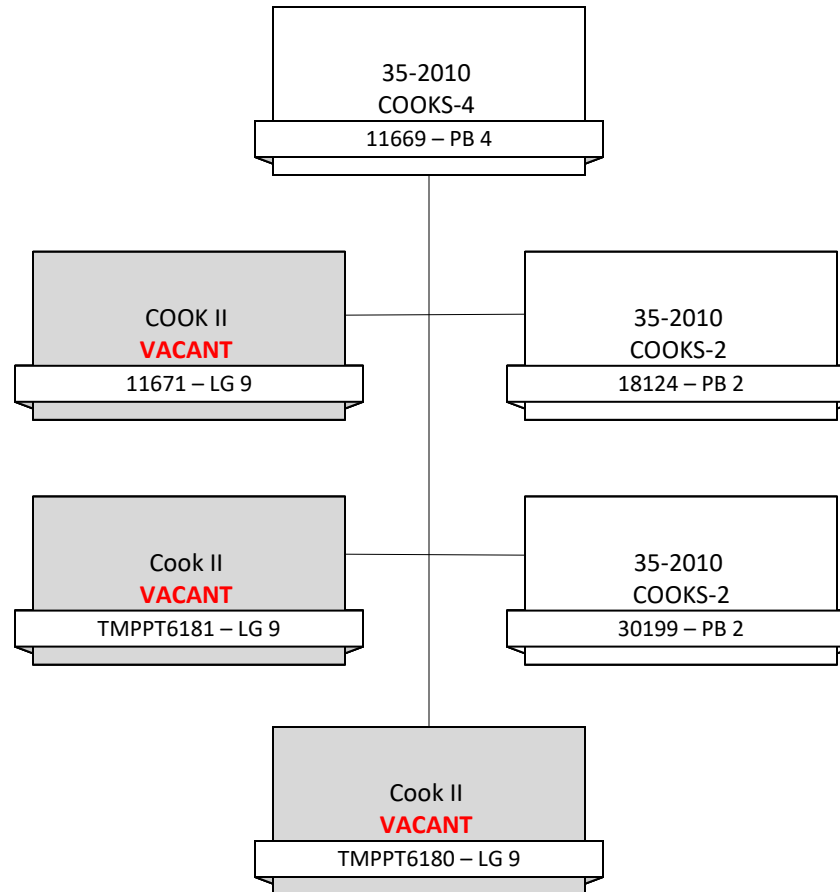 35-2010
COOKS-4
11669 – PB 4
COOK II
VACANT
11671 – LG 9
35-2010
COOKS-2
18124 – PB 2
Cook II
VACANT
TMPPT6181 – LG 9
35-2010
COOKS-2
30199 – PB 2
Cook II
VACANT
TMPPT6180 – LG 9